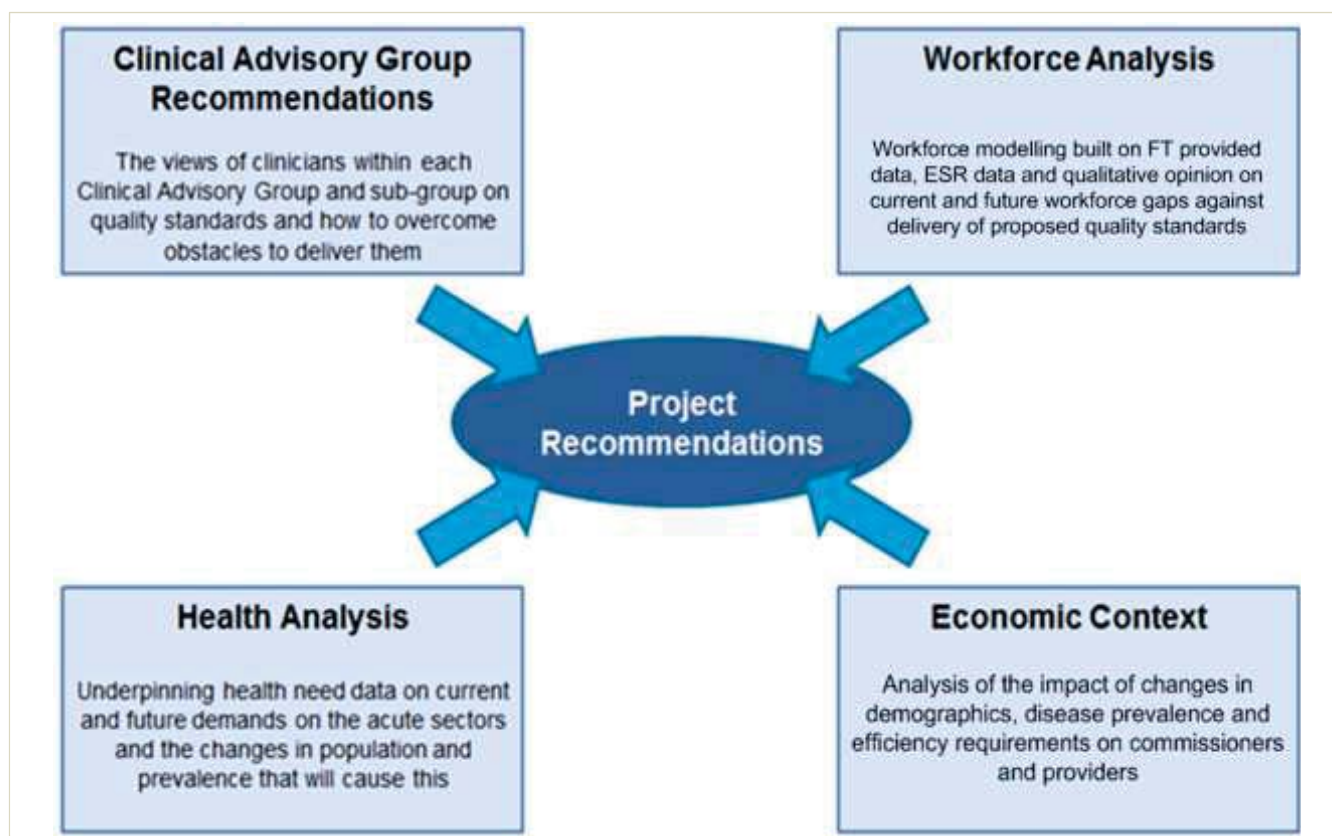 Clinical Advisory Group
Recommendations
The views of clinicians within each
Clinical Advisory Group and sub-group on
quality standards and how to overcome
obstacles to deliver them
Workforce Analysis
Workforce modelling built on FT provided
data, ESR data and qualitative opinion on
current and future workforce gaps against
delivery of proposed quality standards
Project
Recommendations
Health Analysis
Underpinning health need data on current
and future demands on the acute sectors
and the changes in population and
prevalence that will cause this
Economic Context
Analysis of the impact of changes in
demographics, disease prevalence and
efficiency requirements on commissioners
and providers